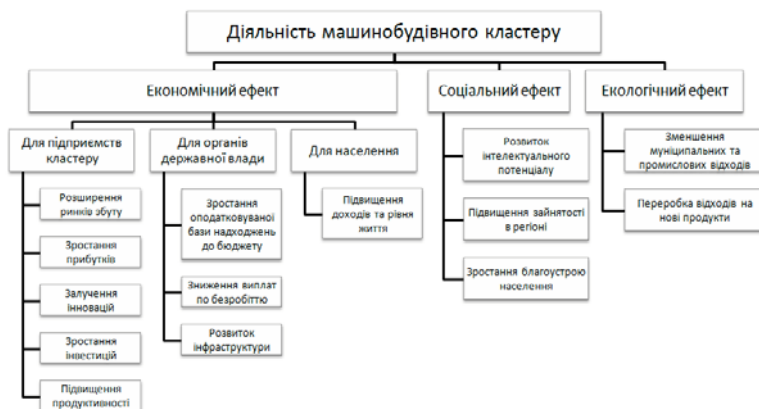 Діяльність машинобудівного кластеру
Економічний ефект
Соціальний ефект
Екологічний ефект
Для підприємств
кластеру
Для органів
державної влади
Для населення
Розширення
ринків збуту
Зростання
прибутків
Залучення
інновацій
Зростання
інвестицій
Підвищення
продуктивності
Зростання
оподатковуваної
бази надходжень
до бюджету
Зниження виплат
по безробіттю
Розвиток
інфраструктури
Підвищення
доходів та рівня
життя
Розвиток
інтелектуального
потенціалу
Підвищення зайнятості
в регіоні
Зростання благоустрою
населення
Зменшення
муніципальних та
промислових відходів
Переробка відходів на
нові продукти